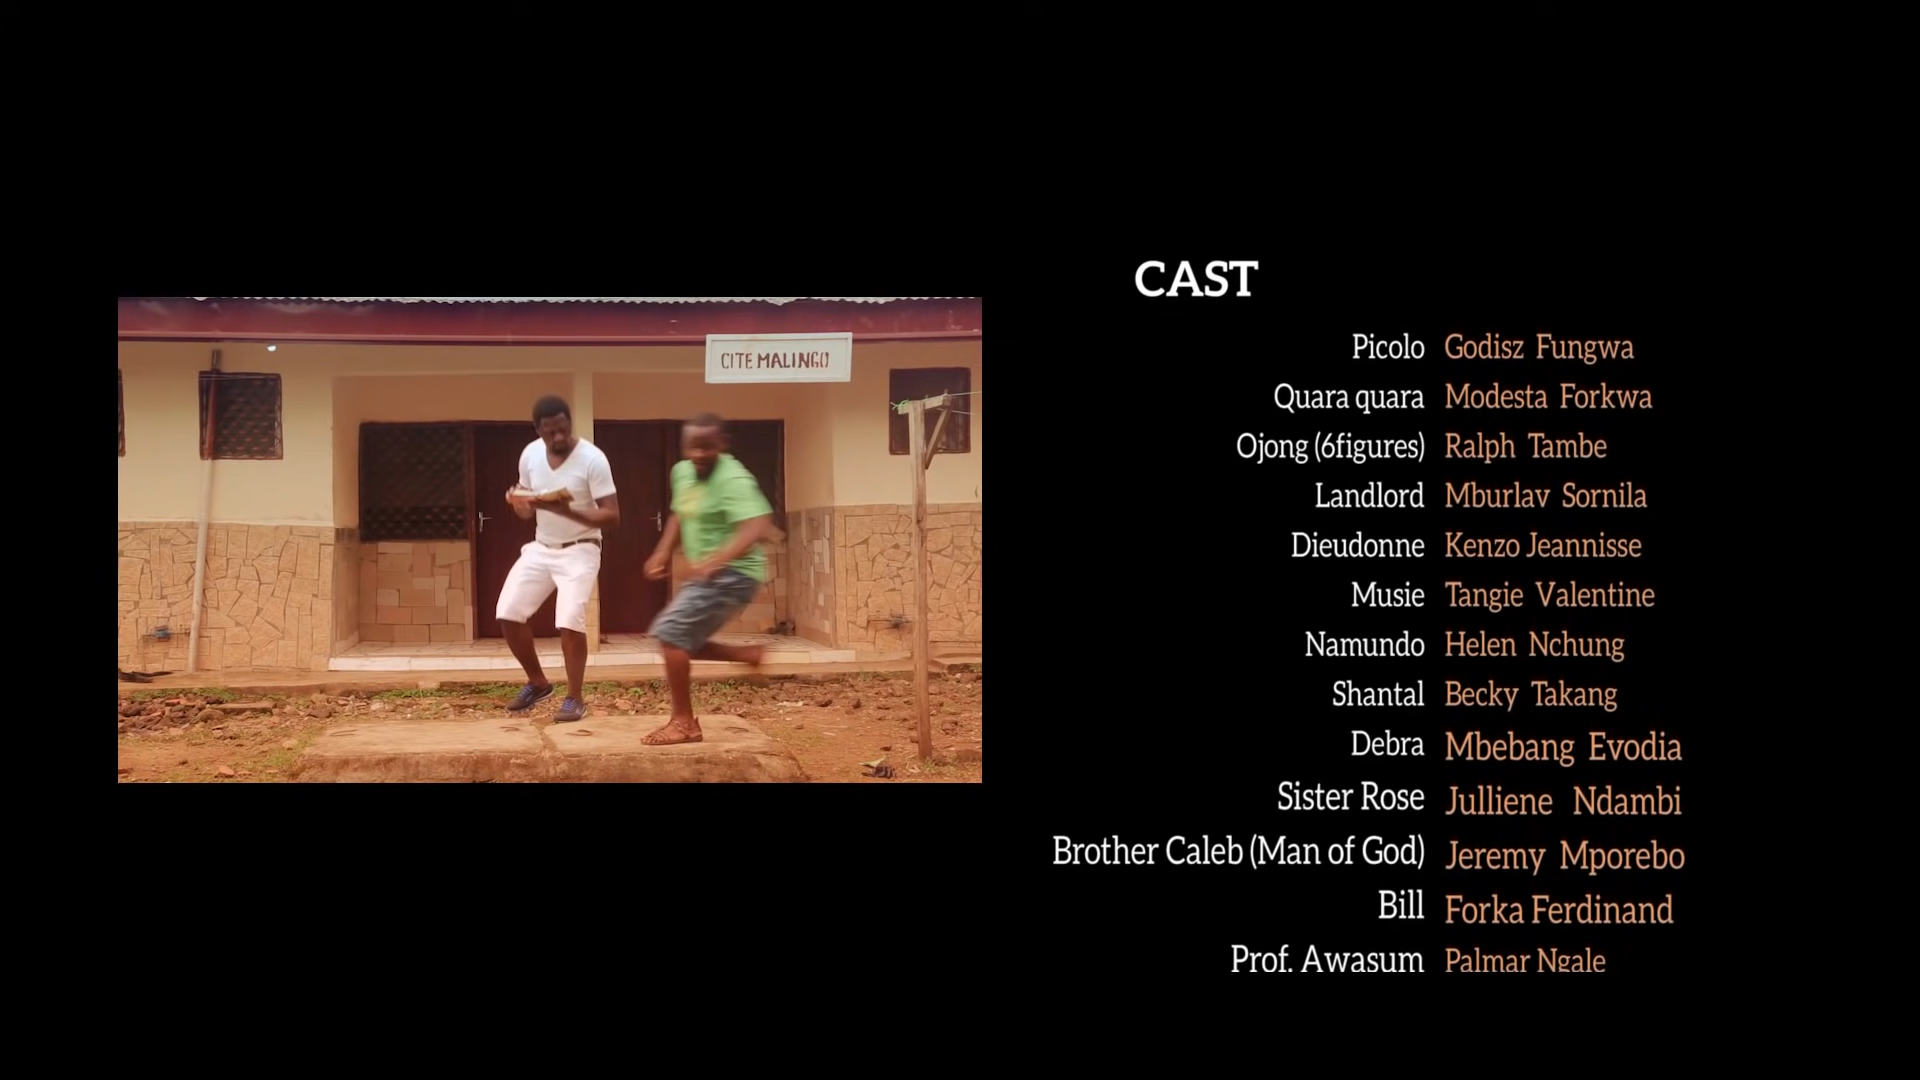 CITE MALINGO
CAST
Picolo Godisz Fungwa
Quara quara Modesta Forkwa
Ojong (6figures) Ralph Tambe
Landlord Mburlav Sornila
Dieudonne Kenzo Jeannisse
Musie Tangie Valentine
Namundo Helen Nchung
Shantal Becky Takang
Debra Mbebang Evodia
Sister Rose Julliene Ndambi
Brother Caleb (Man of God) Jeremy Mporebo
Bill Forka Ferdinand
Prof. Awasum Palmar Ngale